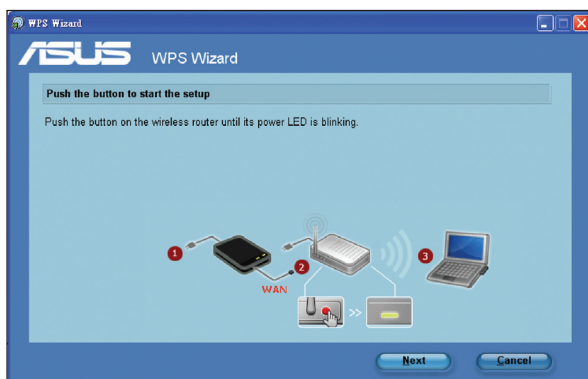 WPS Wizard
ASUS WPS Wizard
Push the button to start the setup
Push the button on the wireless router until its power LED is blinking.
1
2
3
WAN
>>
Next
Cancel